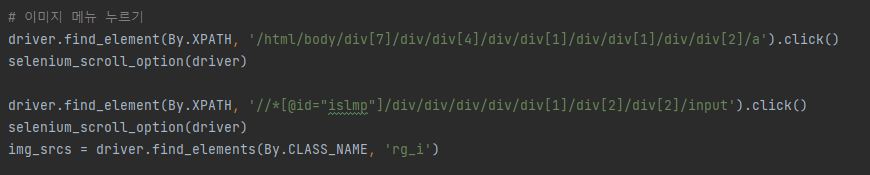 # 이미지 메뉴 누르기
driver.find_element(By.XPATH, '/html/body/div[7]/div/div[4]/div/div[1]/div/div[1]/div/div[2]/a').click()
selenium_scroll_option(driver)
driver.find_element(By.XPATH, '//*[@id="islmp"]/div/div/div/div/div[1]/div[2]/div[2]/input').click()
selenium_scroll_option(driver)
img_srcs = driver.find_elements(By.CLASS_NAME, 'rg_i')